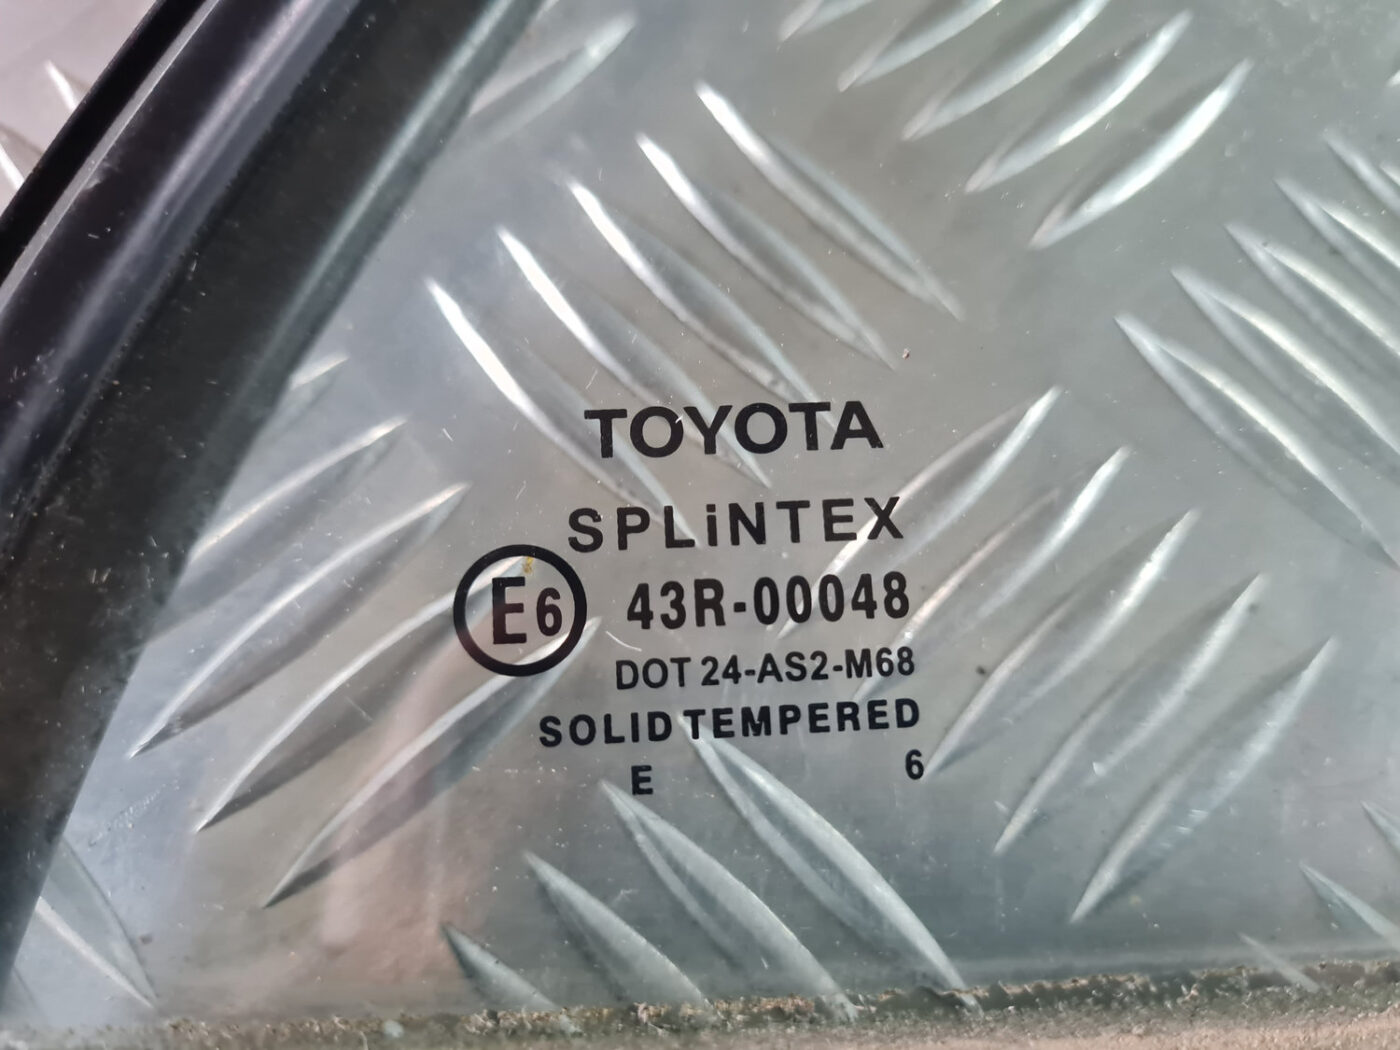 TOYOTA
SPLiNTEX
E6 43R-00048
DOT 24-AS2-M68
SOLID TEMPERED
E 6